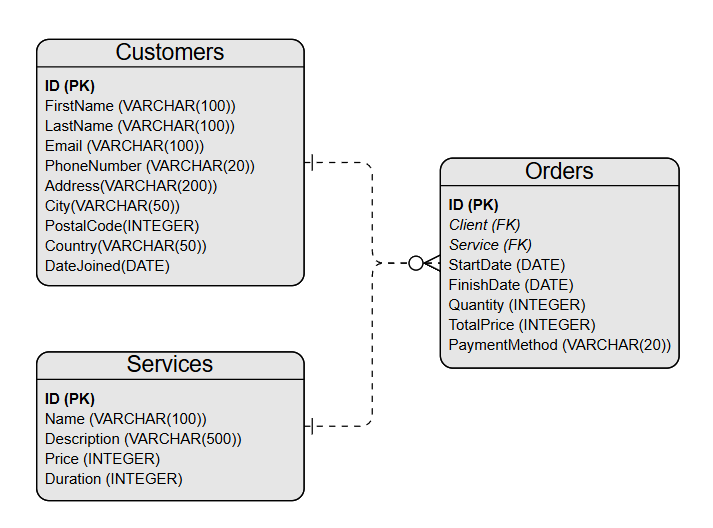 Customers
ID (PK)
FirstName (VARCHAR(100))
LastName (VARCHAR(100))
Email (VARCHAR(100))
PhoneNumber (VARCHAR(20))
Address(VARCHAR(200))
City(VARCHAR(50))
PostalCode(INTEGER)
Country(VARCHAR(50))
DateJoined(DATE)
Orders
ID (PK)
Client (FK)
Service (FK)
StartDate (DATE)
FinishDate (DATE)
Quantity (INTEGER)
TotalPrice (INTEGER)
PaymentMethod (VARCHAR(20))
Services
ID (PK)
Name (VARCHAR(100))
Description (VARCHAR(500))
Price (INTEGER)
Duration (INTEGER)